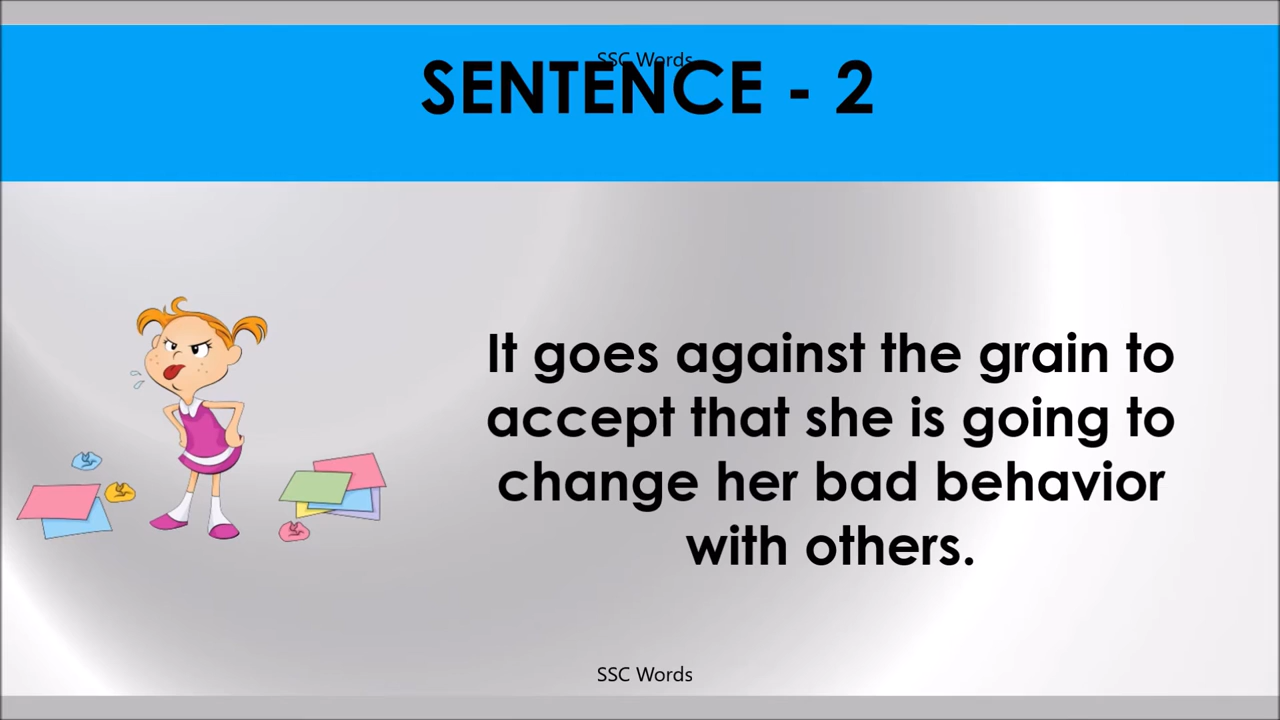 SSC Words
SENTENCE - 2
It goes against the grain to
accept that she is going to
change her bad behavior
with others.
SSC Words